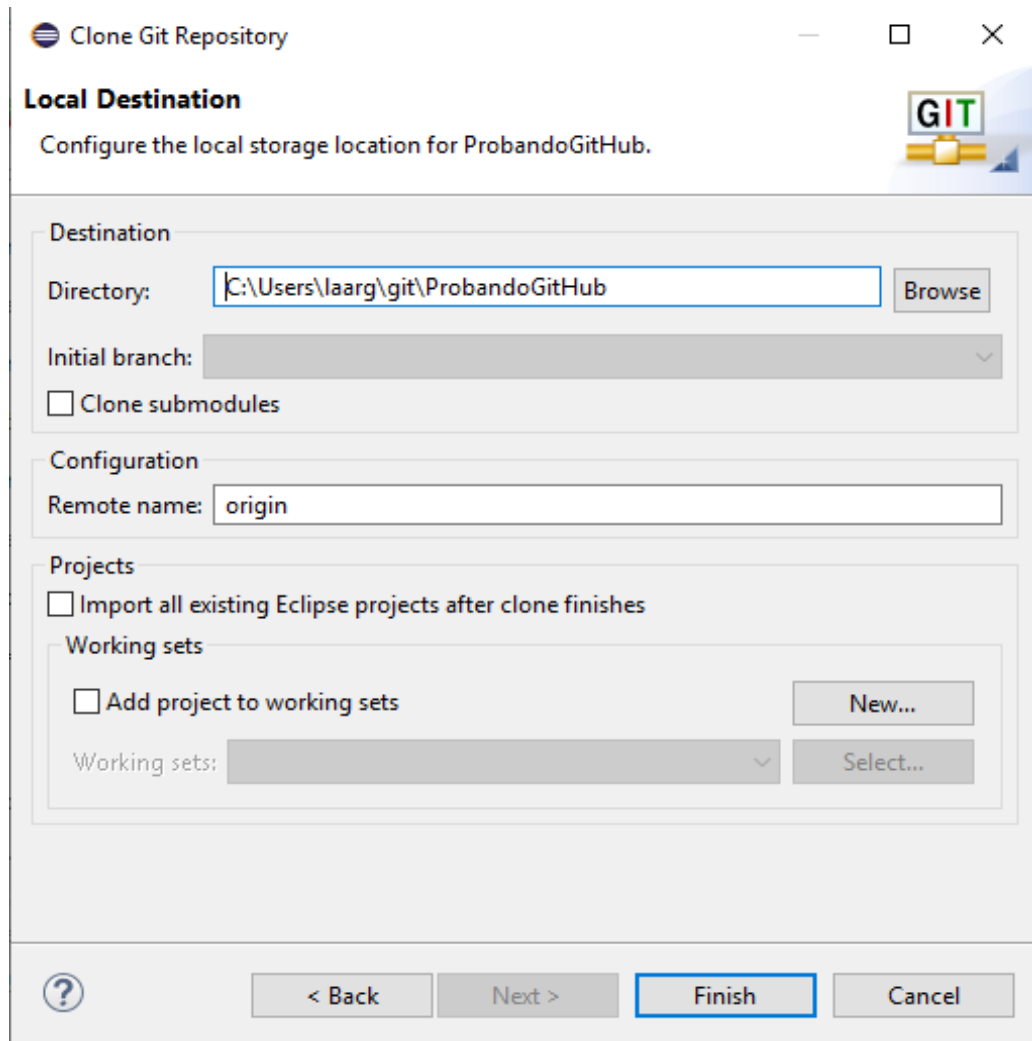 Clone Git Repository
Local Destination
Configure the local storage location for ProbandoGitHub.
GIT
Destination
Directory: C:\Users\laarg\git\ProbandoGitHub Browse
Initial branch:
Clone submodules
Configuration
Remote name: origin
Projects
Import all existing Eclipse projects after clone finishes
Working sets
Add project to working sets New...
Working sets: Select...
? < Back Next > Finish Cancel